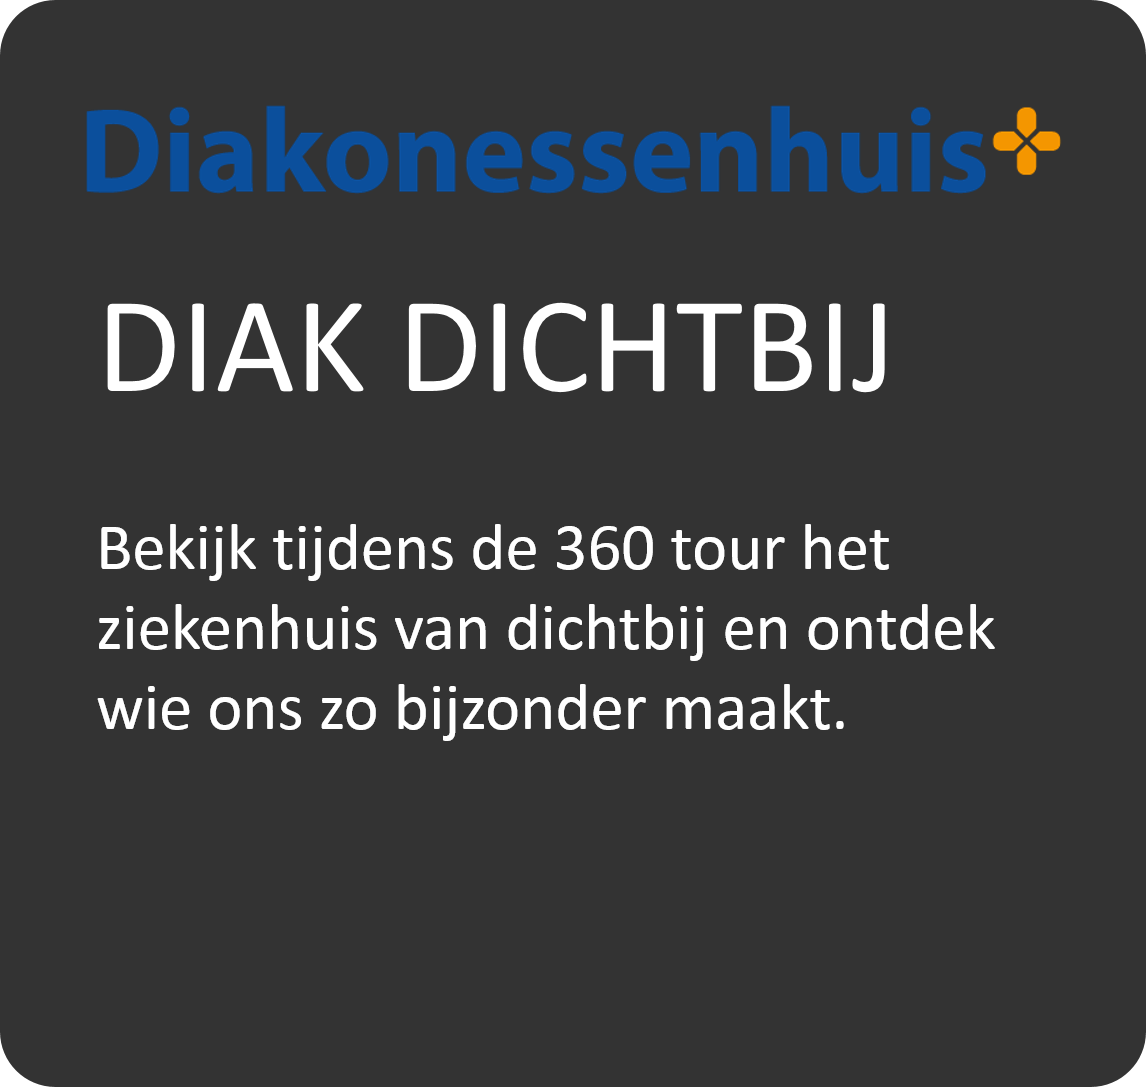 Diakonessenhuis
DIAK DICHTBIJ
Bekijk tijdens de 360 tour het
ziekenhuis van dichtbij en ontdek
wie ons zo bijzonder maakt.